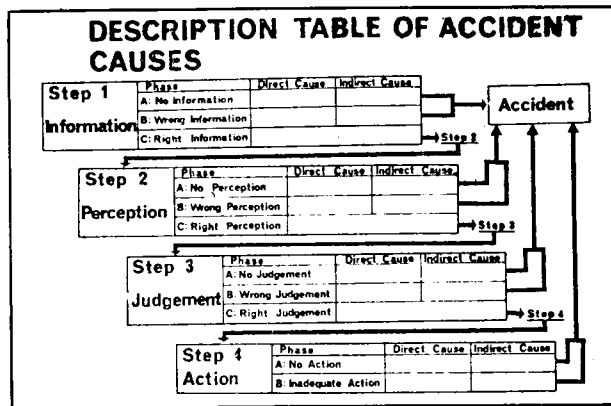 DESCRIPTION TABLE OF ACCIDENT
CAUSES
Step 1
Information
Phase Direct Cause Indirect Cause
A: No Information
B: Wrong Information
C: Right Information
Step 2
Accident
Step 2
Perception
Phase Direct Cause Indirect Cause
A: No Perception
B: Wrong Perception
C: Right Perception
Step 3
Step 3
Judgement
Phase Direct Cause Indirect Cause
A: No Judgement
B: Wrong Judgement
C: Right Judgement
Step 4
Step 4
Action
Phase Direct Cause Indirect Cause
A: No Action
B: Inadequate Action